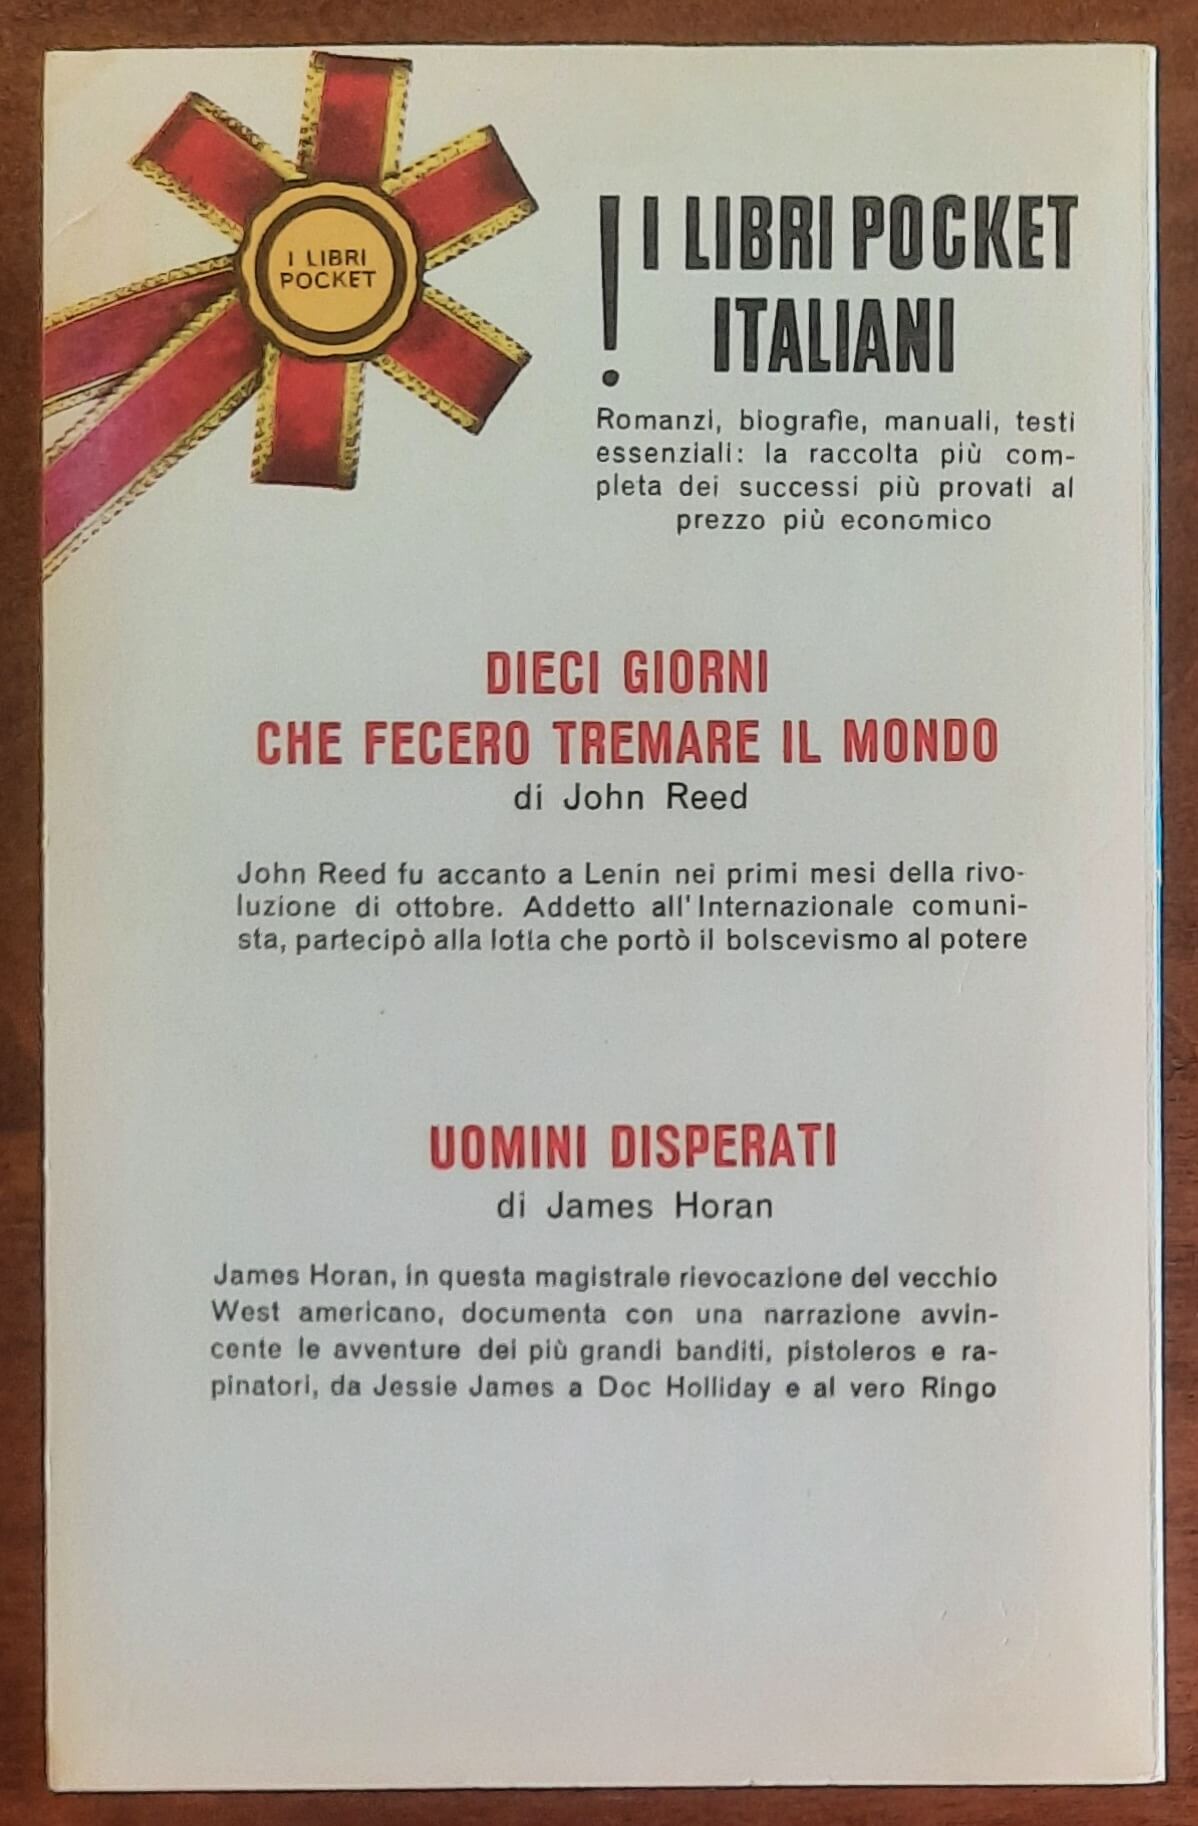 I LIBRI
POCKET
! I LIBRI POCKET
ITALIANI
Romanzi, biografie, manuali, testi
essenziali: la raccolta più com-
pleta dei successi più provati al
prezzo più economico
DIECI GIORNI
CHE FECERO TREMARE IL MONDO
di John Reed
John Reed fu accanto a Lenin nei primi mesi della rivo-
luzione di ottobre. Addetto all'Internazionale comuni-
sta, partecipò alla lotta che portò il bolscevismo al potere
UOMINI DISPERATI
di James Horan
James Horan, in questa magistrale rievocazione del vecchio
West americano, documenta con una narrazione avvin-
cente le avventure dei più grandi banditi, pistoleros e ra-
pinatori, da Jessie James a Doc Holliday e al vero Ringo